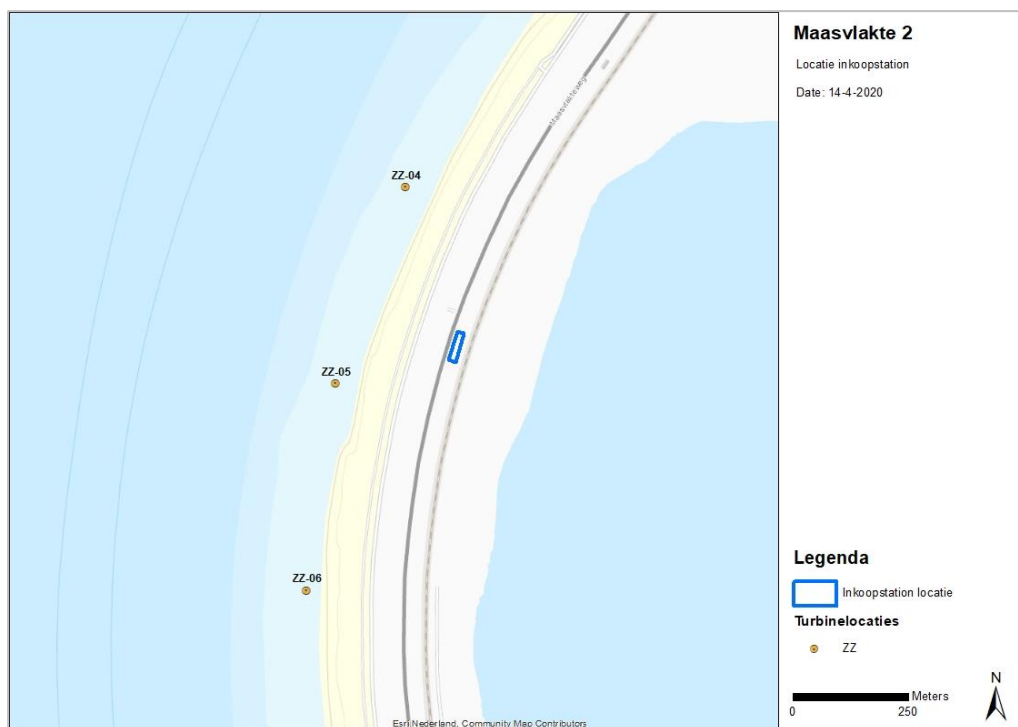 Maasvlakte 2
Locatie inkoopstation
Date: 14-4-2020
Maasvlakteweg
ZZ-04
ZZ-05
ZZ-06
Legenda
Inkoopstation locatie
Turbinelocaties
ZZ
N
Meters
0 250
Esri Nederland, Community Map Contributors